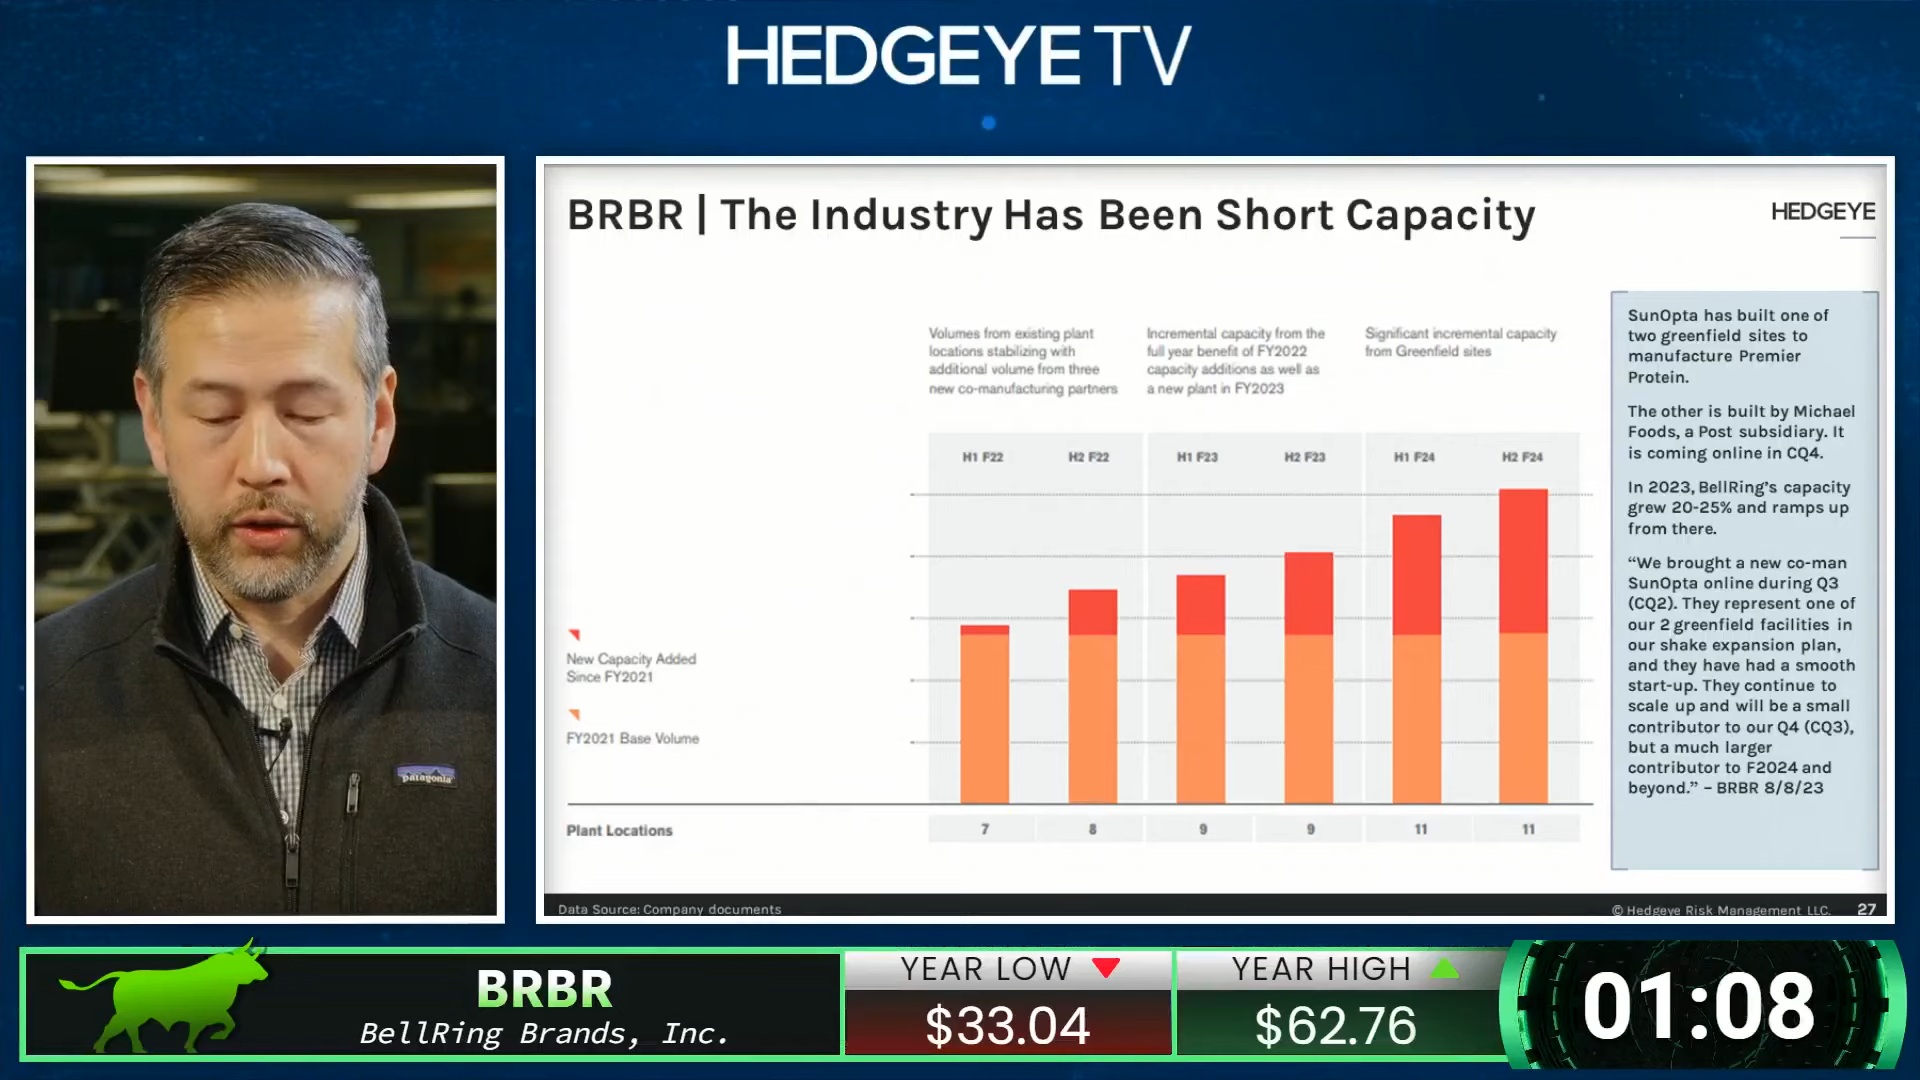 HEDGEYE TV
BRBR | The Industry Has Been Short Capacity
HEDGEYE
Volumes from existing plant
locations stabilizing with
additional volume from three
new co-manufacturing partners
Incremental capacity from the
full year benefit of FY2022
capacity additions as well as
a new plant in FY2023
Significant incremental capacity
from Greenfield sites
H1 F22
H2 F22
H1 F23
H2 F23
H1 F24
H2 F24
New Capacity Added
Since FY2021
FY2021 Base Volume
Plant Locations
7
8
9
9
11
11
SunOpta has built one of
two greenfield sites to
manufacture Premier
Protein.
The other is built by Michael
Foods, a Post subsidiary. It
is coming online in CQ4.
In 2023, BellRing's capacity
grew 20-25% and ramps up
from there.
“We brought a new co-man
SunOpta online during Q3
(CQ2). They represent one of
our 2 greenfield facilities in
our shake expansion plan,
and they have had a smooth
start-up. They continue to
scale up and will be a small
contributor to our Q4 (CQ3),
but a much larger
contributor to F2024 and
beyond.” – BRBR 8/8/23
Data Source: Company documents
© Hedgeye Risk Management LLC.
27
patagonia
BRBR
BellRing Brands, Inc.
YEAR LOW
$33.04
YEAR HIGH
$62.76
01:08